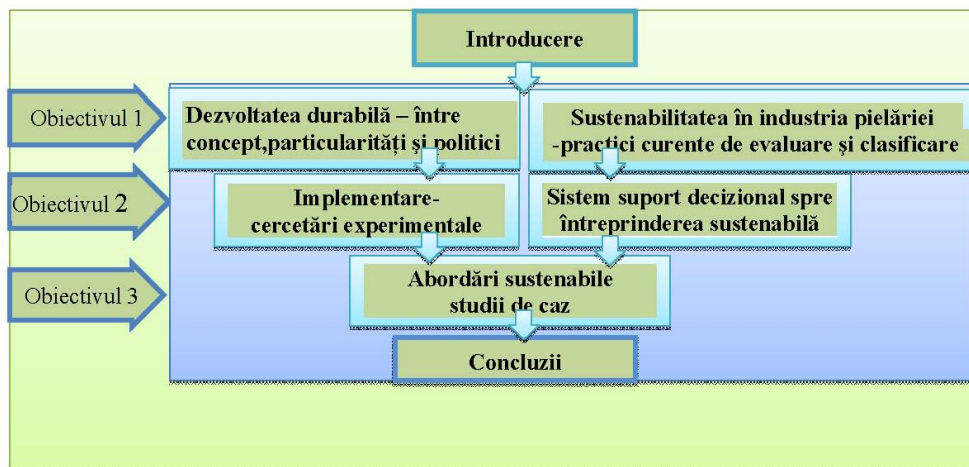 Introducere
Obiectivul 1
Dezvoltatea durabilă – între
concept,particularități şi politici
Sustenabilitatea în industria pielăriei
-practici curente de evaluare și clasificare
Obiectivul 2
Implementare-
cercetări experimentale
Sistem suport decizional spre
întreprinderea sustenabilă
Obiectivul 3
Abordări sustenabile
studii de caz
Concluzii